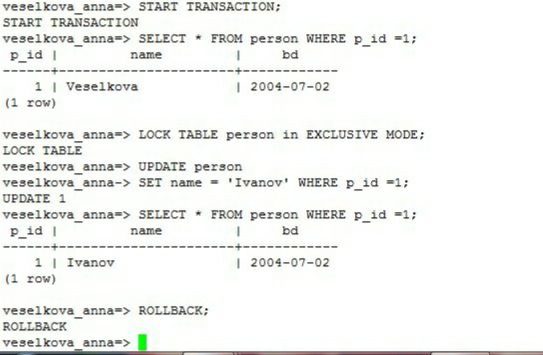 veselkova_anna=> START TRANSACTION;
START TRANSACTION
veselkova_anna=> SELECT * FROM person WHERE p_id =1;
 p_id |          name          |     bd
------+------------------------+------------
    1 | Veselkova              | 2004-07-02
(1 row)
veselkova_anna=> LOCK TABLE person in EXCLUSIVE MODE;
LOCK TABLE
veselkova_anna=> UPDATE person
veselkova_anna-> SET name = 'Ivanov' WHERE p_id =1;
UPDATE 1
veselkova_anna=> SELECT * FROM person WHERE p_id =1;
 p_id |          name          |     bd
------+------------------------+------------
    1 | Ivanov                 | 2004-07-02
(1 row)
veselkova_anna=> ROLLBACK;
ROLLBACK
veselkova_anna=>